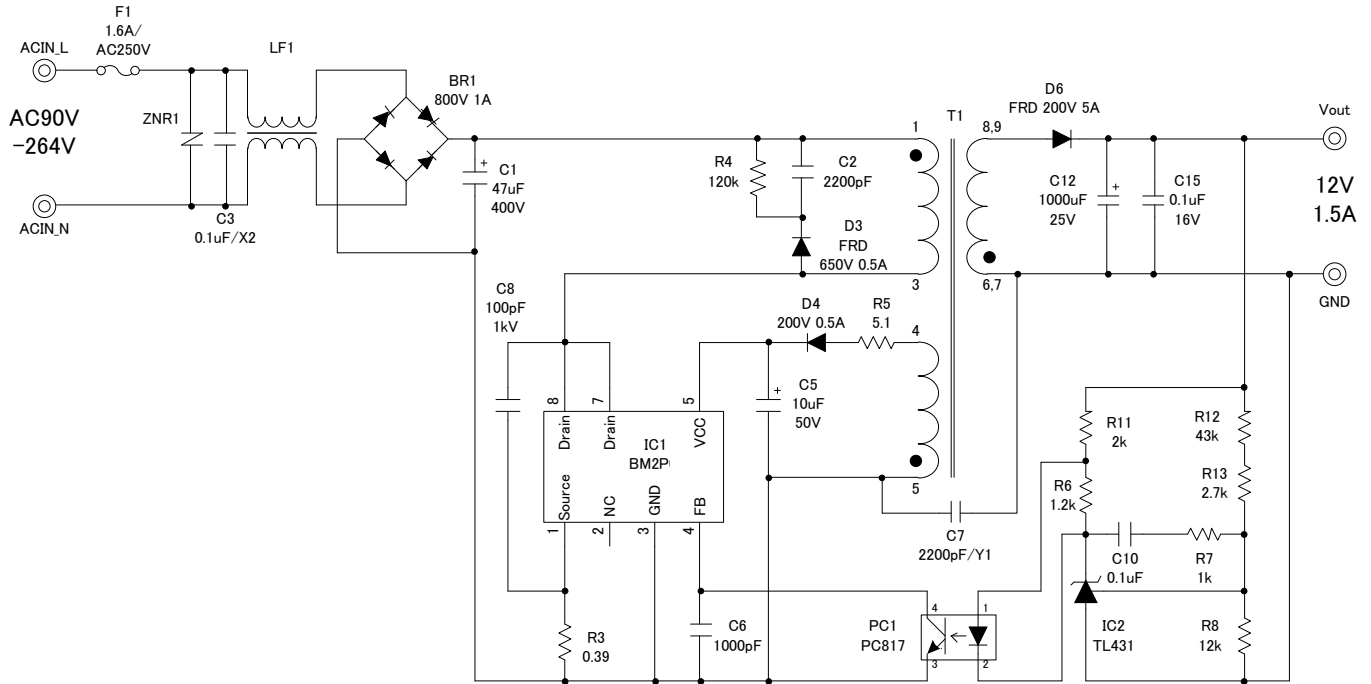 F1
1.6A/
AC250V
ACIN_L
LF1
BR1
800V 1A
D6
FRD 200V 5A
T1
Vout
AC90V
-264V
ZNR1
1
8,9
R4
120k
C2
2200pF
C1
47uF
400V
C12
1000uF
25V
C15
0.1uF
16V
12V
1.5A
ACIN_N
C3
0.1uF/X2
D3
FRD
650V 0.5A
3
6,7
GND
C8
100pF
1kV
D4
200V 0.5A
R5
5.1
4
C5
10uF
50V
8
7
5
Drain
Drain
VCC
IC1
BM2P
Source
NC
GND
FB
1
2
3
4
5
R11
2k
R12
43k
R6
1.2k
R13
2.7k
C7
2200pF/Y1
C10
0.1uF
R7
1k
R3
0.39
C6
1000pF
PC1
PC817
4
1
3
2
IC2
TL431
R8
12k